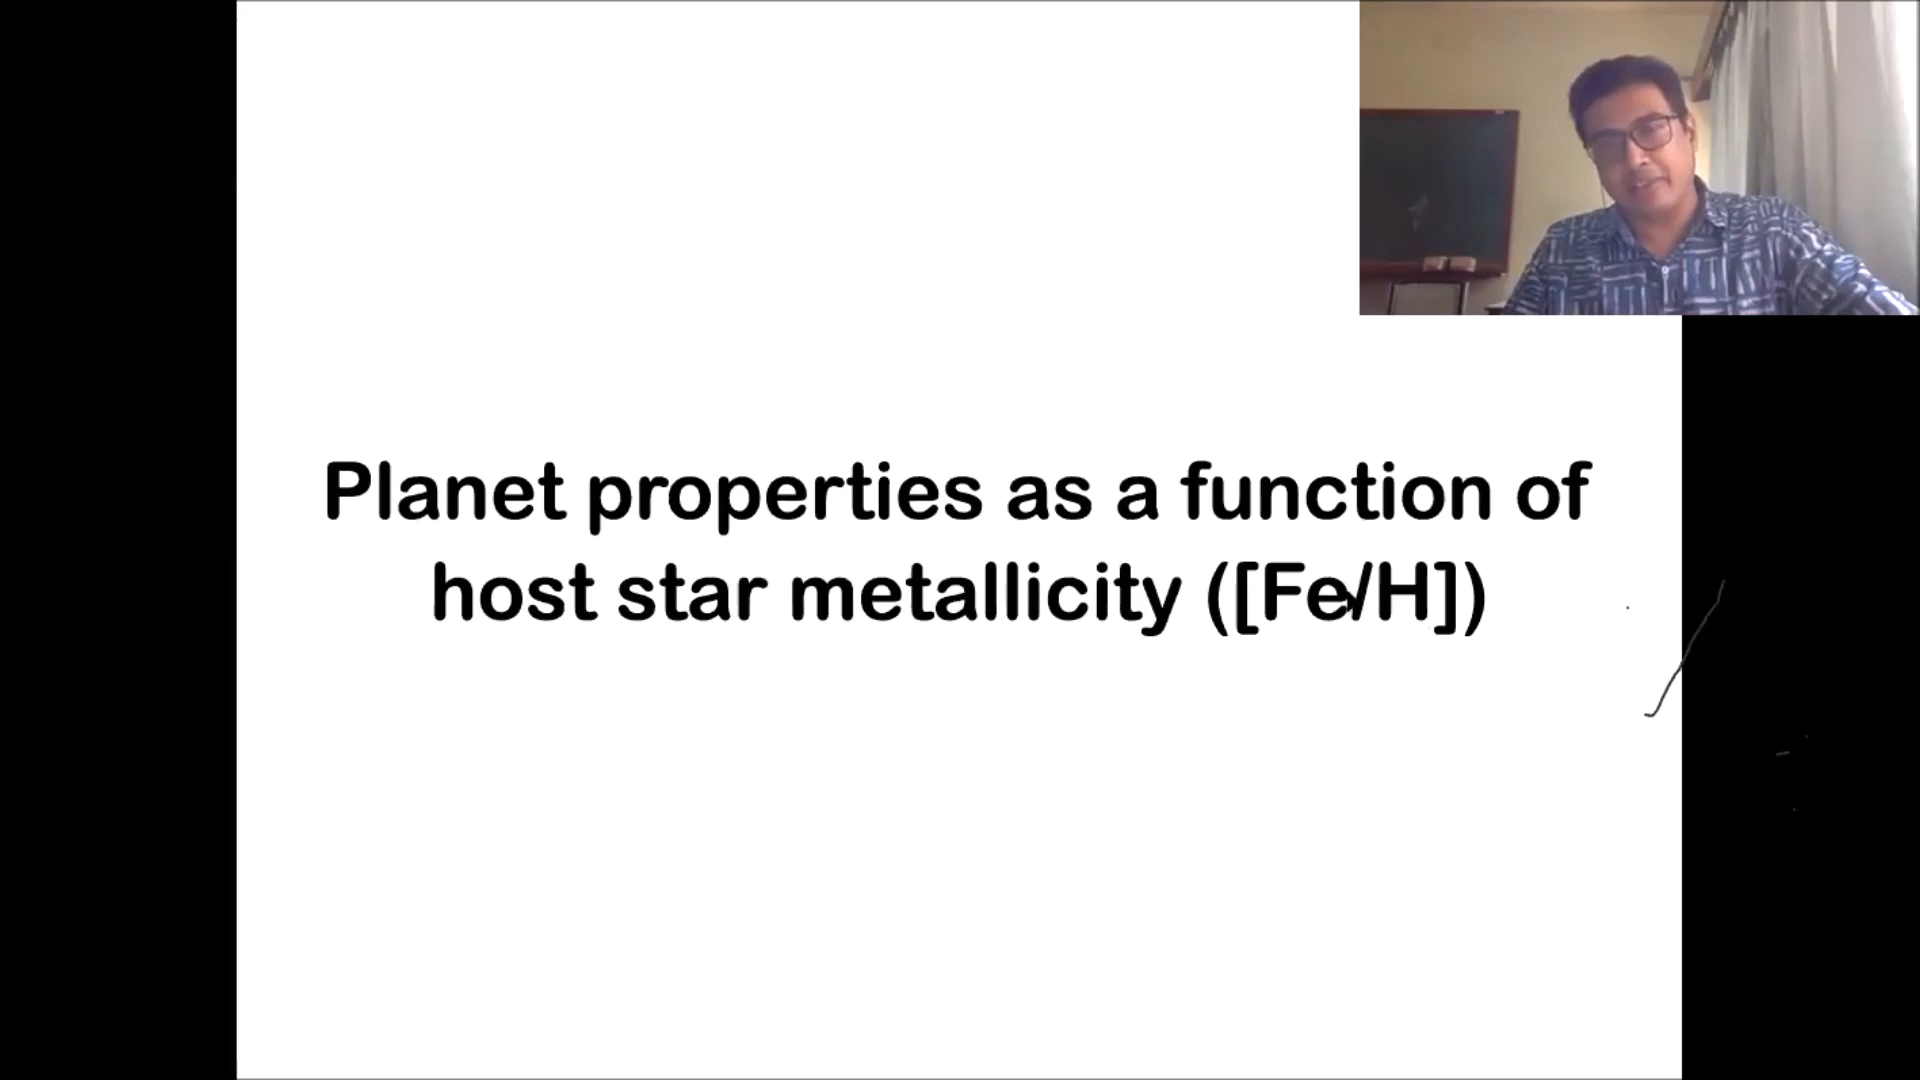 Planet properties as a function of
host star metallicity ([Fe/H])